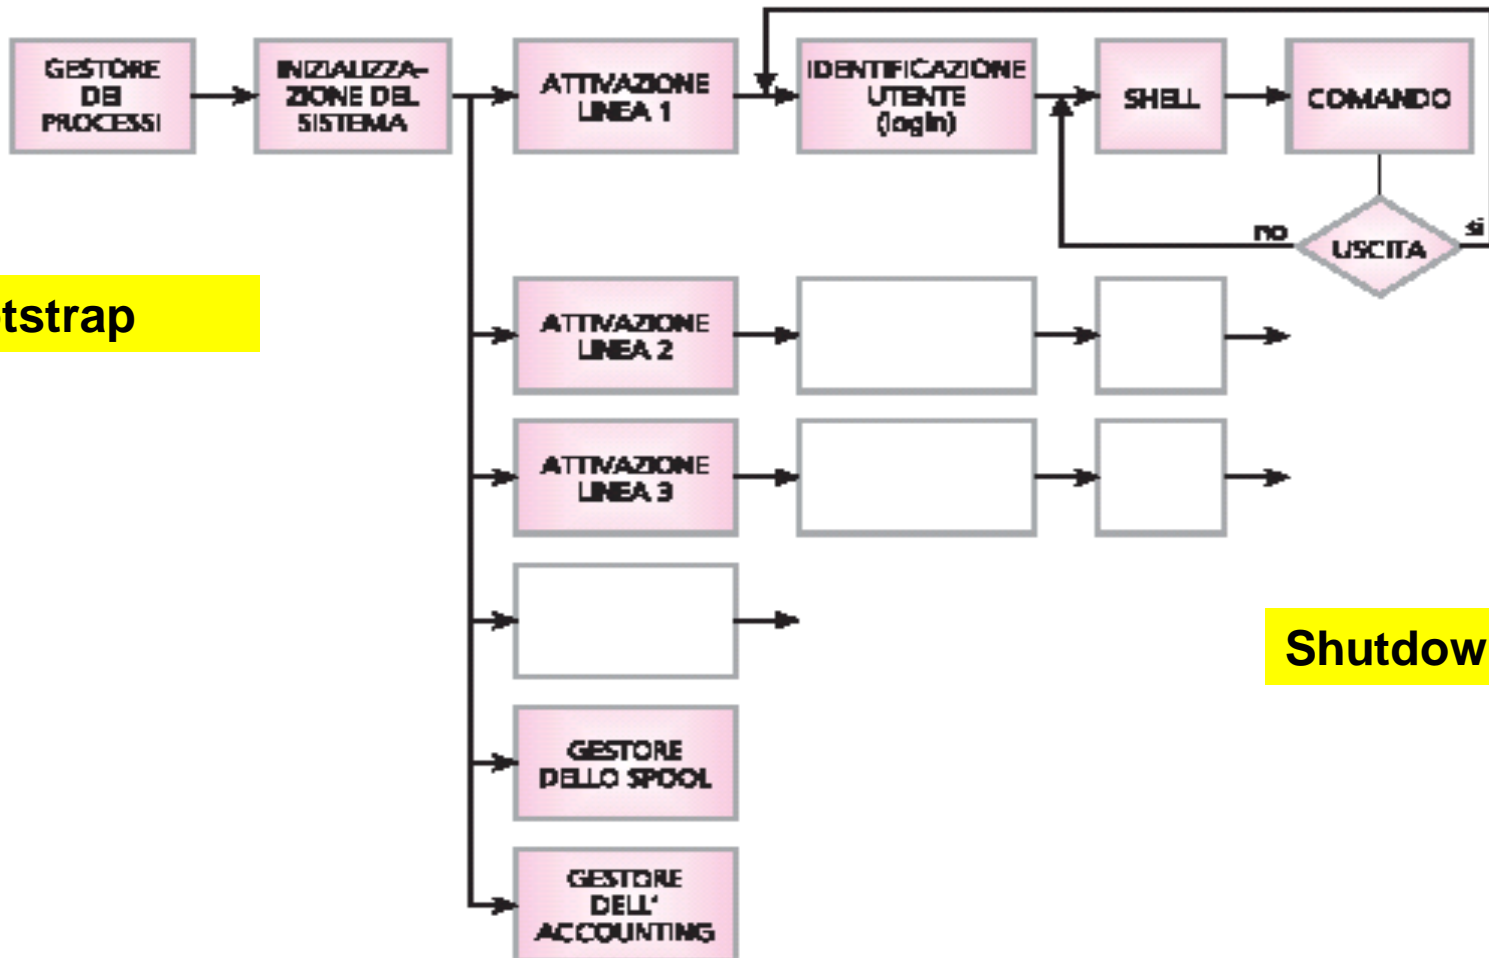 GESTORE
DEI
PROCESSI
INIZIALIZZA-
ZIONE DEL
SISTEMA
ATTIVAZIONE
LINEA 1
IDENTIFICAZIONE
UTENTE
(login)
SHELL
COMANDO
no
USCITA
si
tstrap
ATTIVAZIONE
LINEA 2
ATTIVAZIONE
LINEA 3
Shutdow
GESTORE
DELLO SPOOL
GESTORE
DELL'
ACCOUNTING